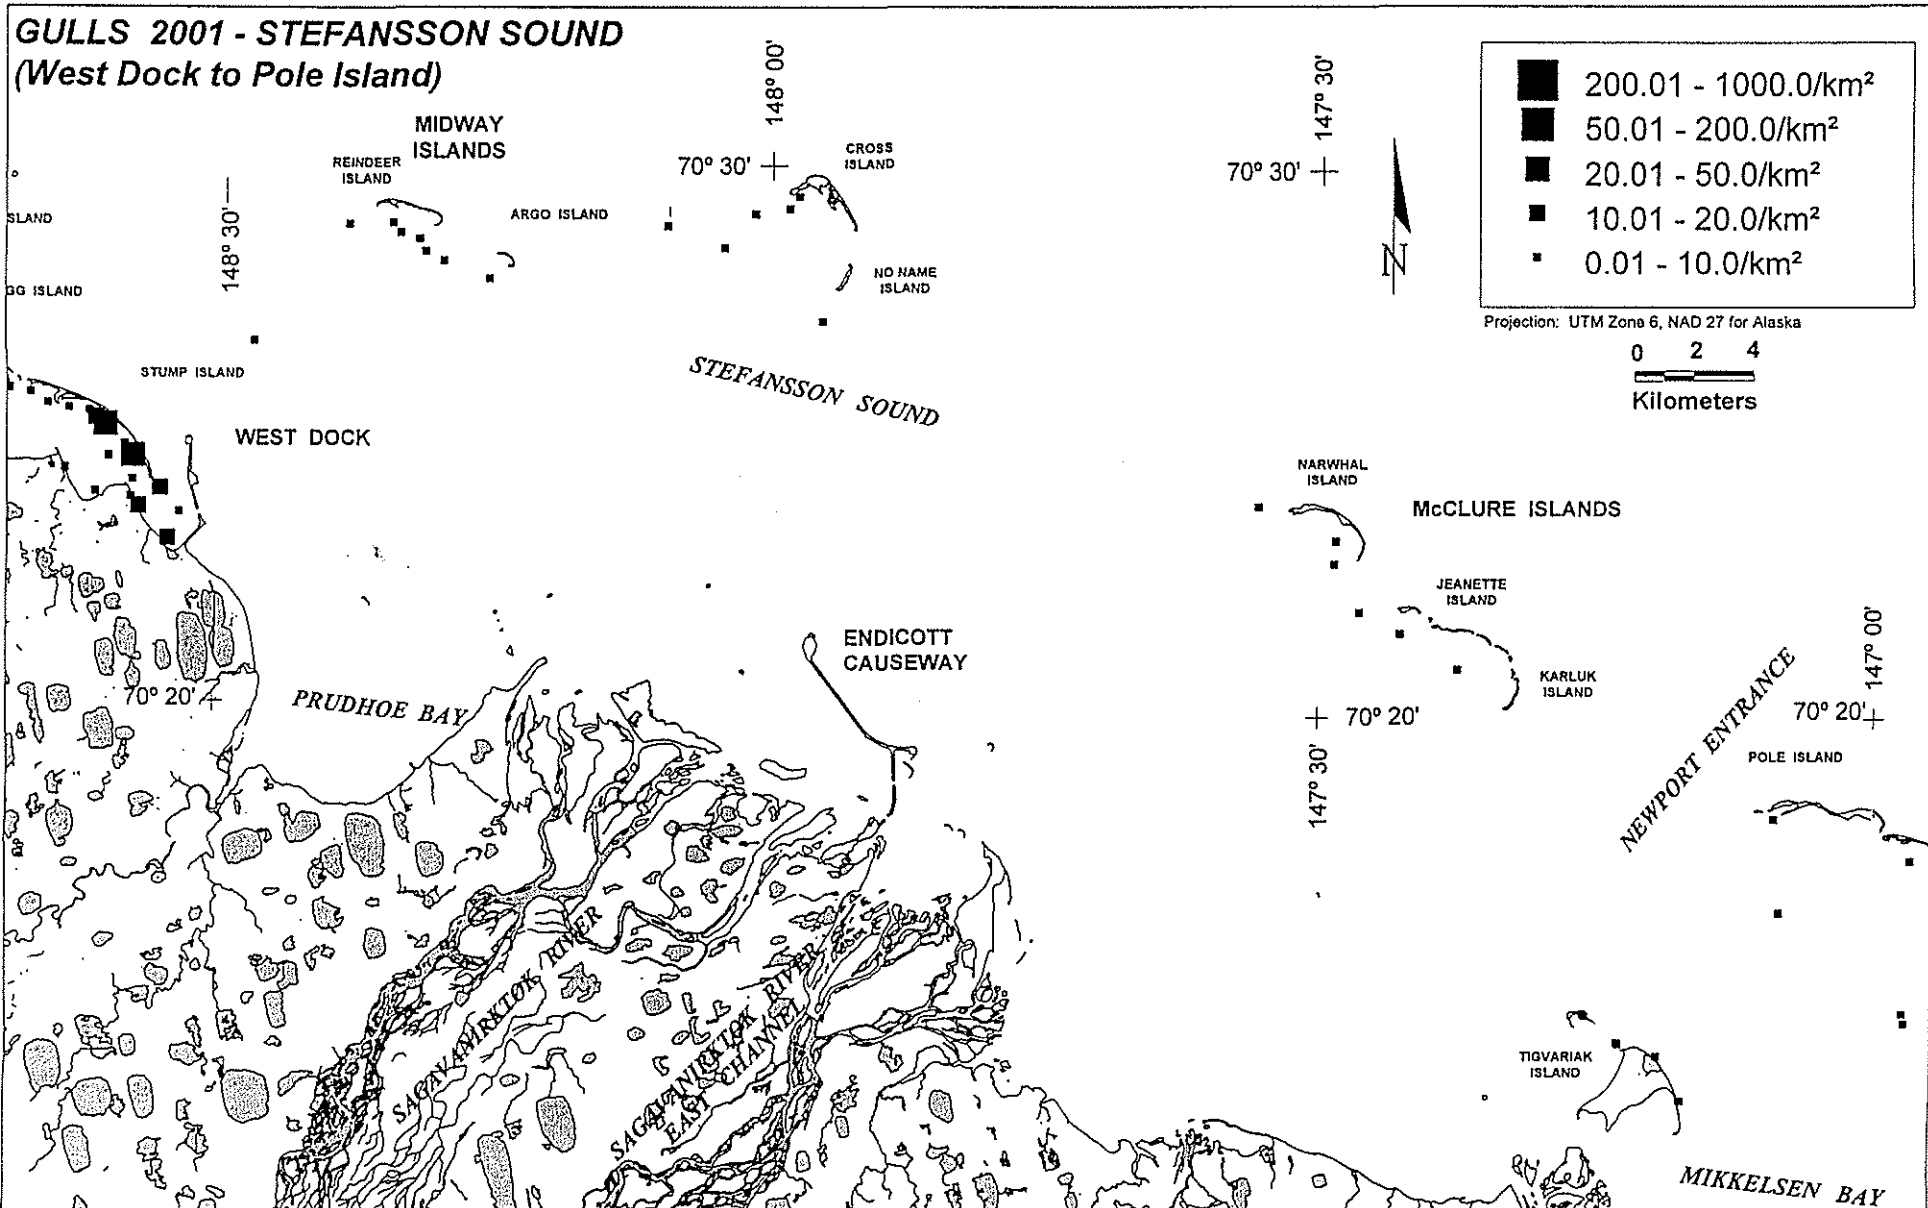 GULLS 2001 - STEFANSSON SOUND
(West Dock to Pole Island)
148° 00'
147° 30'
200.01 - 1000.0/km²
50.01 - 200.0/km²
20.01 - 50.0/km²
10.01 - 20.0/km²
0.01 - 10.0/km²
Projection: UTM Zone 6, NAD 27 for Alaska
0 2 4
Kilometers
N
MIDWAY
ISLANDS
REINDEER
ISLAND
70° 30'
CROSS
ISLAND
70° 30'
SLAND
148° 30'
ARGO ISLAND
GG ISLAND
NO NAME
ISLAND
STUMP ISLAND
STEFANSSON SOUND
WEST DOCK
NARWHAL
ISLAND
McCLURE ISLANDS
JEANETTE
ISLAND
147° 00'
ENDICOTT
CAUSEWAY
KARLUK
ISLAND
70° 20'
PRUDHOE BAY
70° 20'
70° 20'
147° 30'
NEWPORT ENTRANCE
POLE ISLAND
SAGAVANIRKTOK RIVER
SAGAVANIRKTOK RIVER
EAST CHANNEL
TIGVARIAK
ISLAND
MIKKELSEN BAY